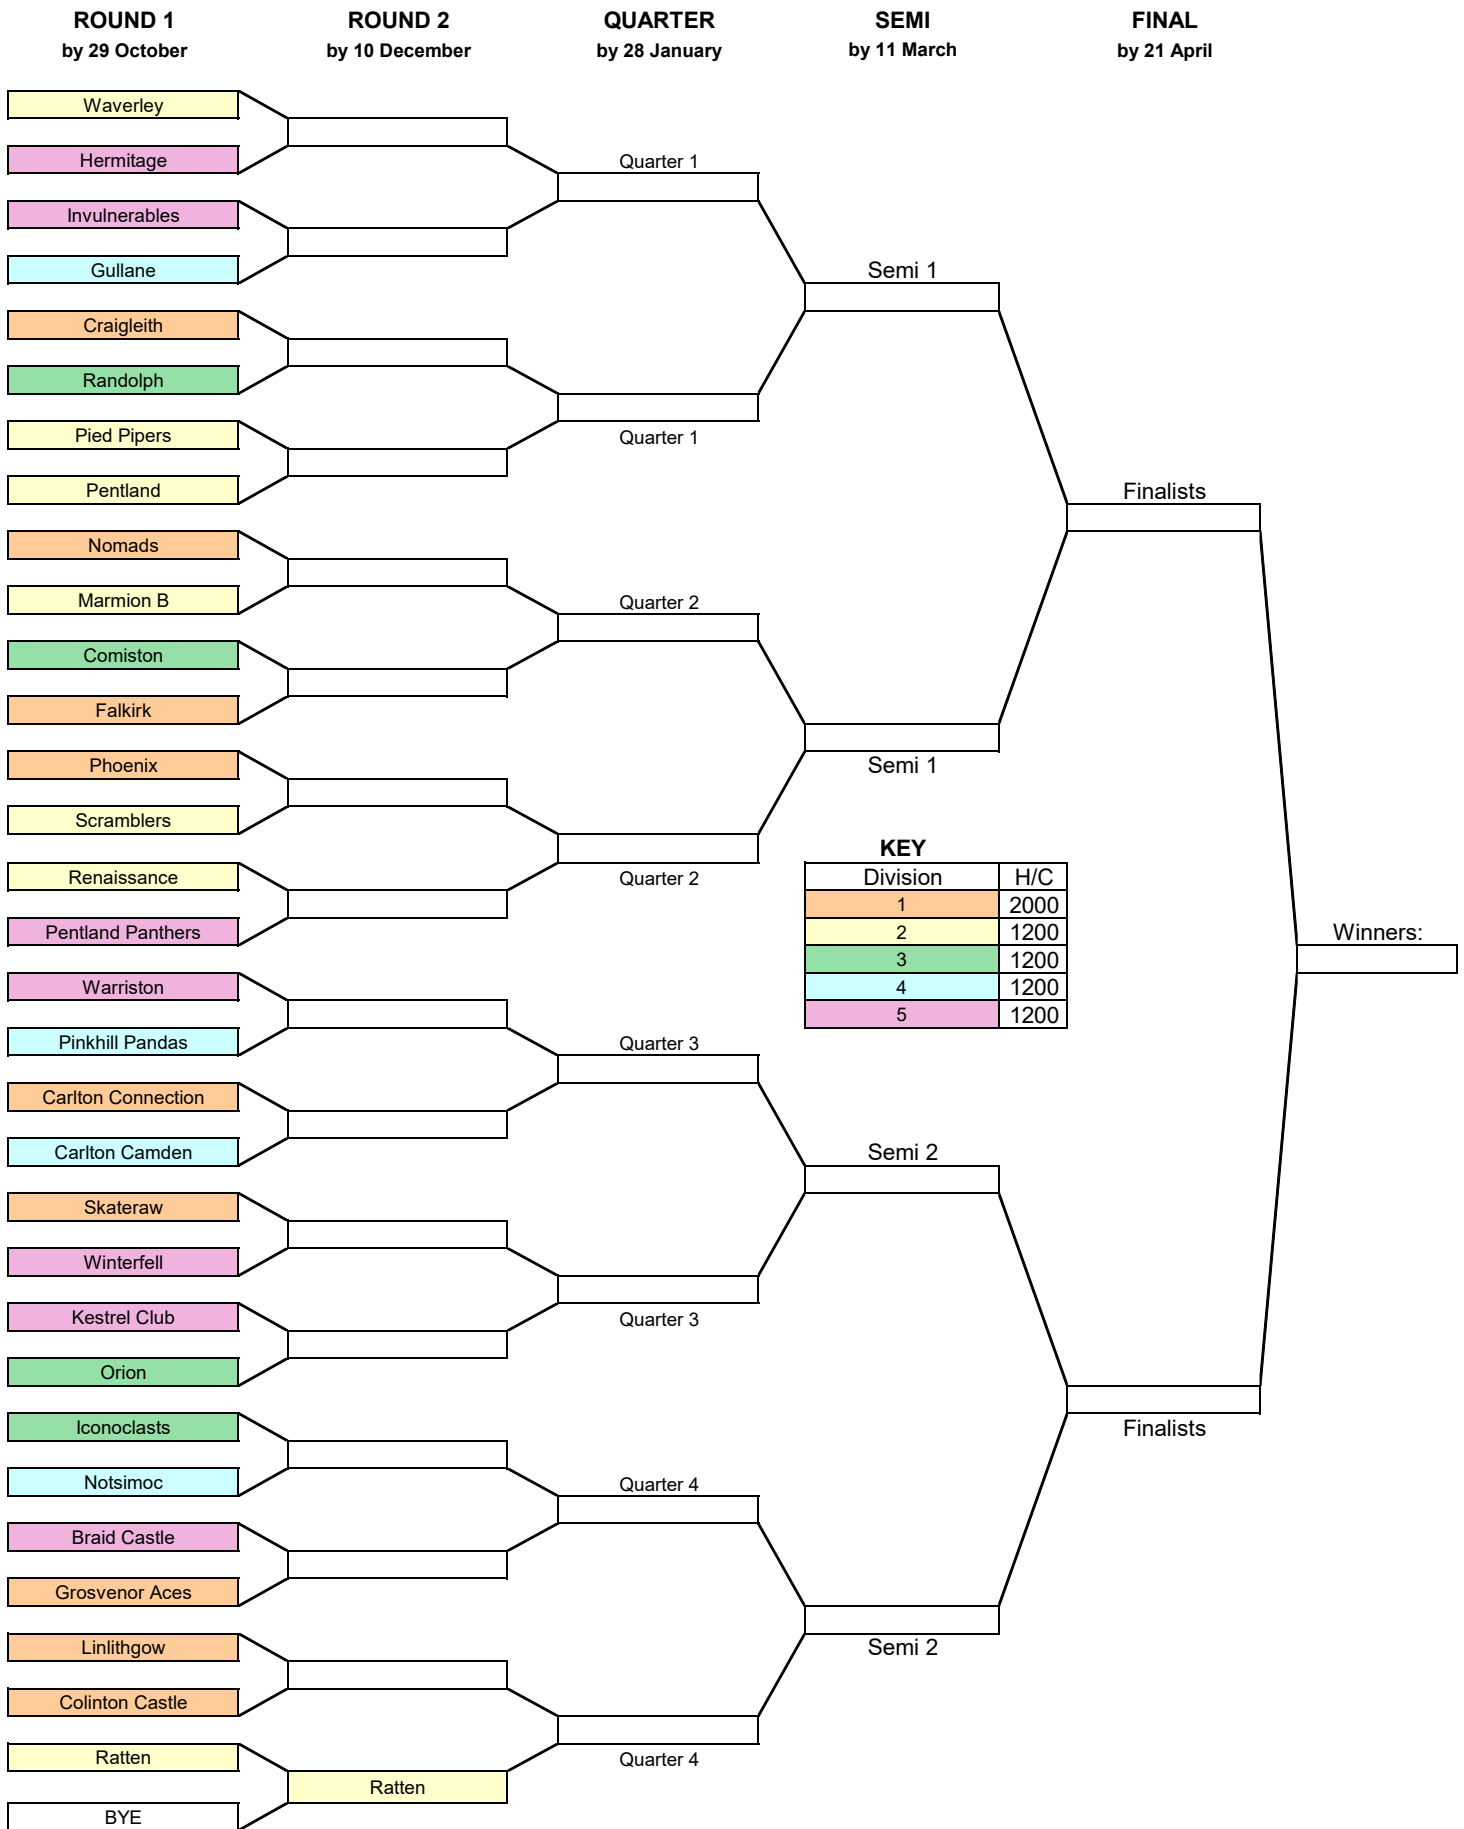 ROUND 1 ROUND 2 QUARTER SEMI FINAL
by 29 October by 10 December by 28 January by 11 March by 21 April
Waverley
Hermitage
Quarter 1
Invulnerables
Gullane
Semi 1
Craigleith
Randolph
Pied Pipers
Quarter 1
Pentland
Finalists
Nomads
Marmion B
Quarter 2
Comiston
Falkirk
Phoenix
Semi 1
Scramblers
KEY
Renaissance
Quarter 2
Division H/C
1 2000
Pentland Panthers
2 1200
Winners:
3 1200
Warriston
4 1200
5 1200
Pinkhill Pandas
Quarter 3
Carlton Connection
Carlton Camden
Semi 2
Skateraw
Winterfell
Kestrel Club
Quarter 3
Orion
Iconoclasts
Finalists
Notsimoc
Quarter 4
Braid Castle
Grosvenor Aces
Linlithgow
Semi 2
Colinton Castle
Ratten
Quarter 4
Ratten
BYE